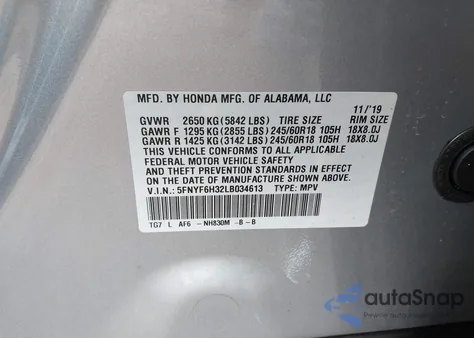 MFD. BY HONDA MFG. OF ALABAMA, LLC 11/'19
GVWR 2650 KG (5842 LBS) TIRE SIZE RIM SIZE
GAWR F 1295 KG (2855 LBS) 245/60R18 105H 18X8.0J
GAWR R 1425 KG (3142 LBS) 245/60R18 105H 18X8.0J
THIS VEHICLE CONFORMS TO ALL APPLICABLE
FEDERAL MOTOR VEHICLE SAFETY, BUMPER,
AND THEFT PREVENTION STANDARDS IN EFFECT
ON THE DATE OF MANUFACTURE SHOWN ABOVE.
V.I.N.: 5FNYF6H32LB034613 TYPE: MPV
TG7 L AF6 -NH830M -B -B
autoSnap